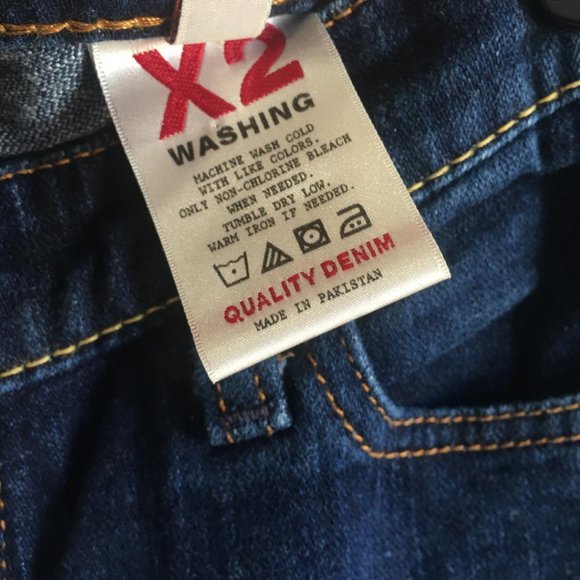 X2
WASHING
MACHINE WASH COLD
WITH LIKE COLORS.
ONLY NON-CHLORINE BLEACH
WHEN NEEDED.
TUMBLE DRY LOW.
WARM IRON IF NEEDED.
QUALITY DENIM
MADE IN PAKISTAN